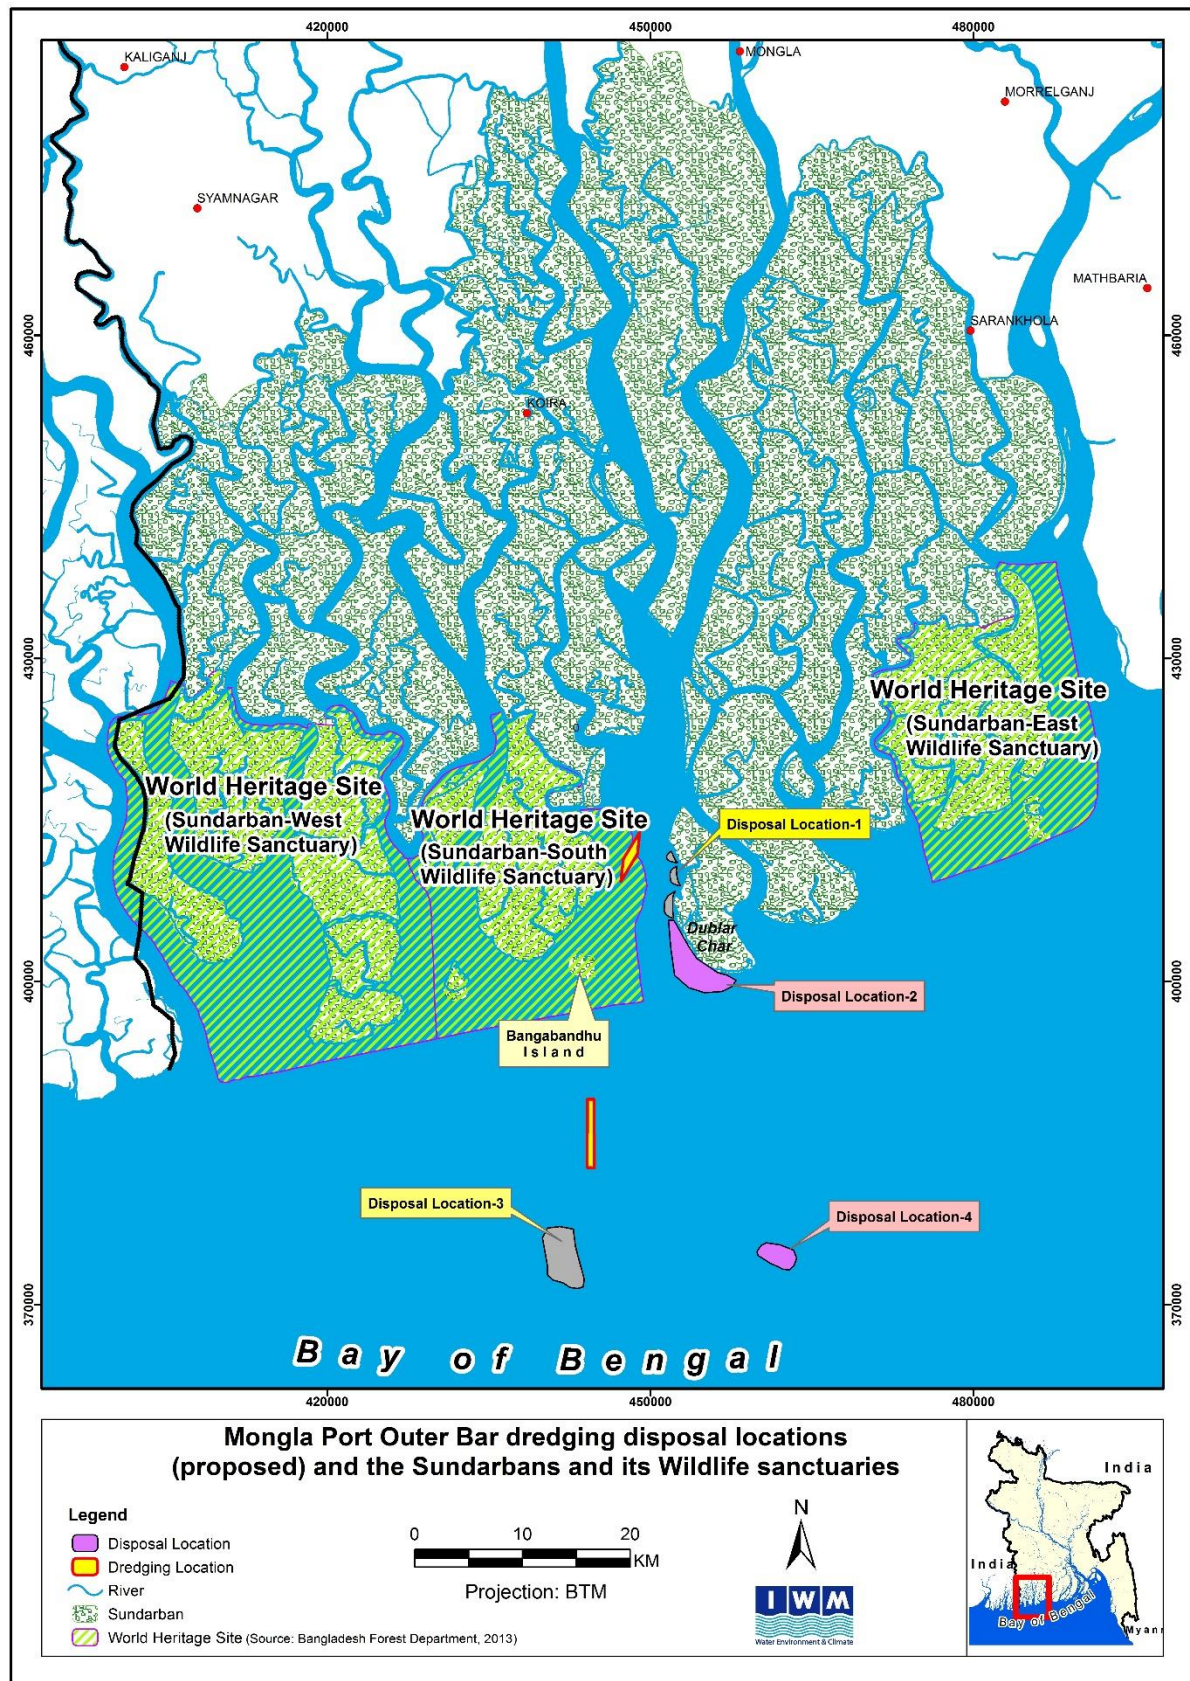 420000
450000
480000
KALIGANJ
MONGLA
MORRELGANJ
SYAMNAGAR
MATHBARIA
SARANKHOLA
460000
460000
KOIRA
430000
430000
World Heritage Site
(Sundarban-East
Wildlife Sanctuary)
World Heritage Site
(Sundarban-West
Wildlife Sanctuary)
World Heritage Site
(Sundarban-South
Wildlife Sanctuary)
Disposal Location-1
Dublar
Char
400000
400000
Disposal Location-2
Bangabandhu
Island
Disposal Location-3
Disposal Location-4
370000
370000
Bay of Bengal
420000
450000
480000
Mongla Port Outer Bar dredging disposal locations
(proposed) and the Sundarbans and its Wildlife sanctuaries
Legend
Disposal Location
Dredging Location
River
Sundarban
World Heritage Site (Source: Bangladesh Forest Department, 2013)
0 10 20
KM
Projection: BTM
N
IWM
Water Environment & Climate
India
India
Bay of Bengal
Myann